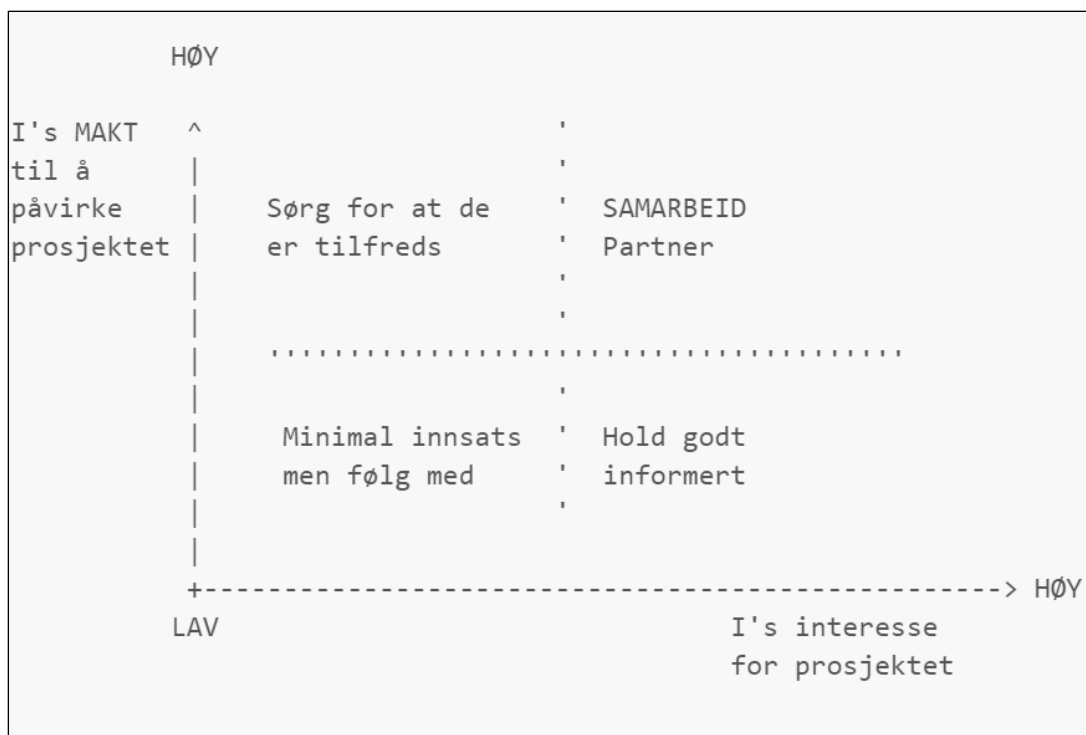 HØY
I's MAKT ^ '
til å | '
påvirke | Sørg for at de ' SAMARBEID
prosjektet | er tilfreds ' Partner
| '
| '
| ''''''''''''''''''''''''''''''''''''''''
| '
| Minimal innsats ' Hold godt
| men følg med ' informert
| '
|
+---------------------------------------------------> HØY
LAV I's interesse
for prosjektet